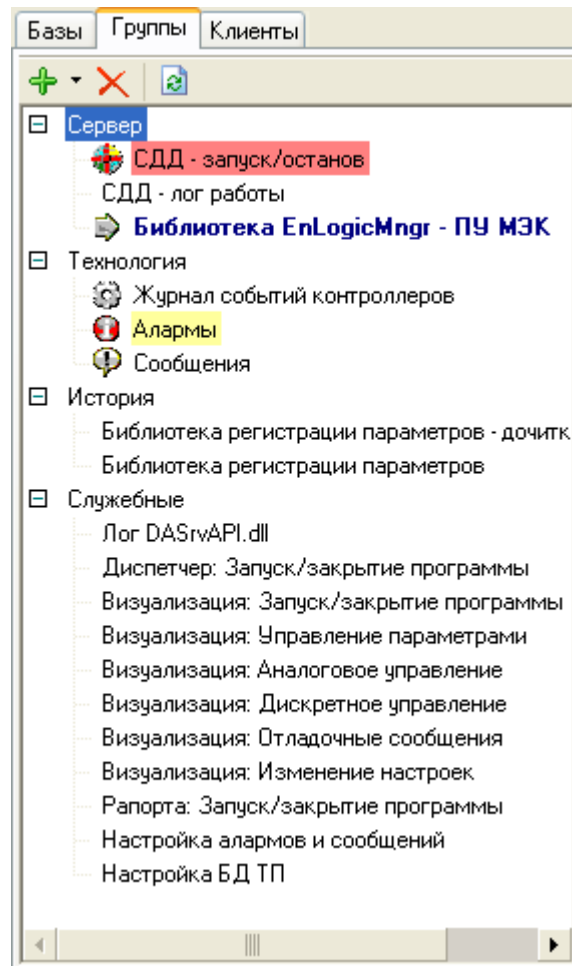 Базы Группы Клиенты
Сервер
СДД - запуск/останов
СДД - лог работы
Библиотека EnLogicMngr - ПУ МЭК
Технология
Журнал событий контроллеров
Алармы
Сообщения
История
Библиотека регистрации параметров - дочитк
Библиотека регистрации параметров
Служебные
Лог DASrvAPI.dll
Диспетчер: Запуск/закрытие программы
Визуализация: Запуск/закрытие программы
Визуализация: Управление параметрами
Визуализация: Аналоговое управление
Визуализация: Дискретное управление
Визуализация: Отладочные сообщения
Визуализация: Изменение настроек
Рапорта: Запуск/закрытие программы
Настройка алармов и сообщений
Настройка БД ТП